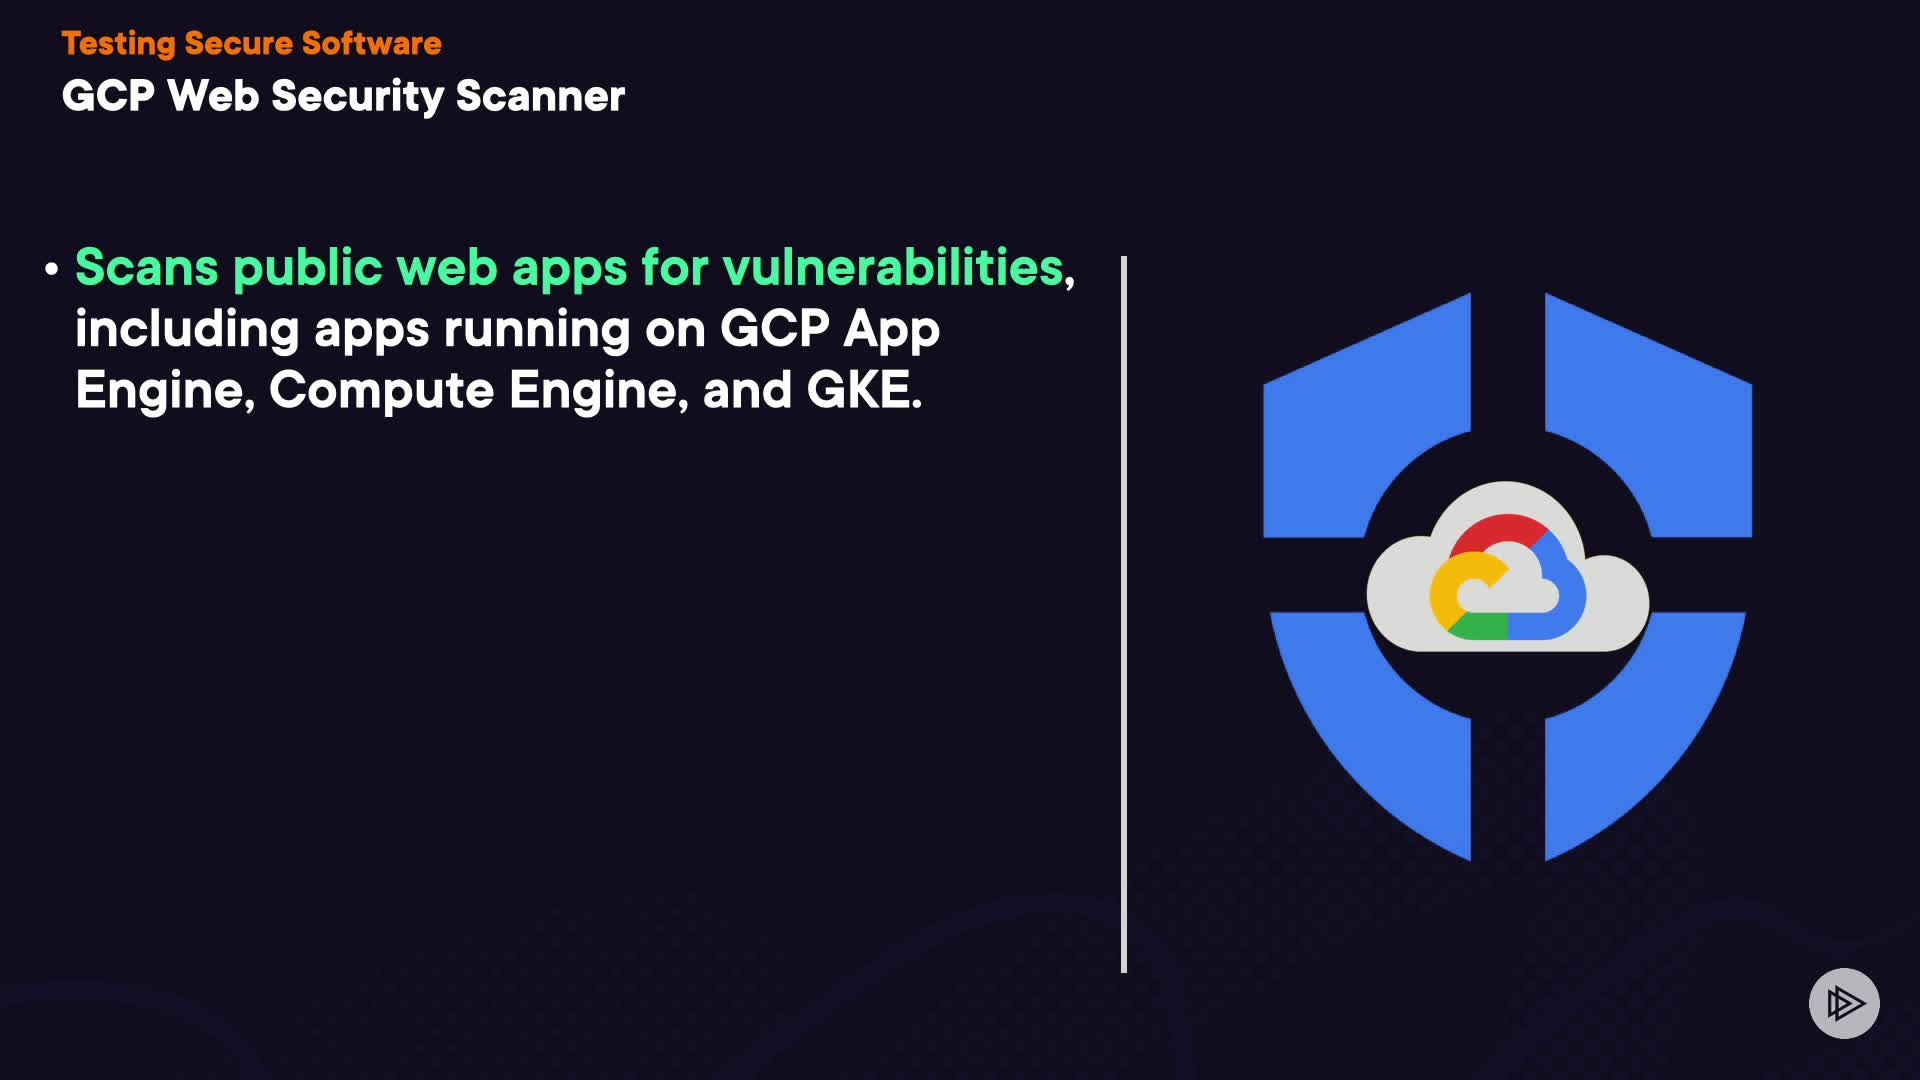 Testing Secure Software
GCP Web Security Scanner
• Scans public web apps for vulnerabilities,
including apps running on GCP App
Engine, Compute Engine, and GKE.